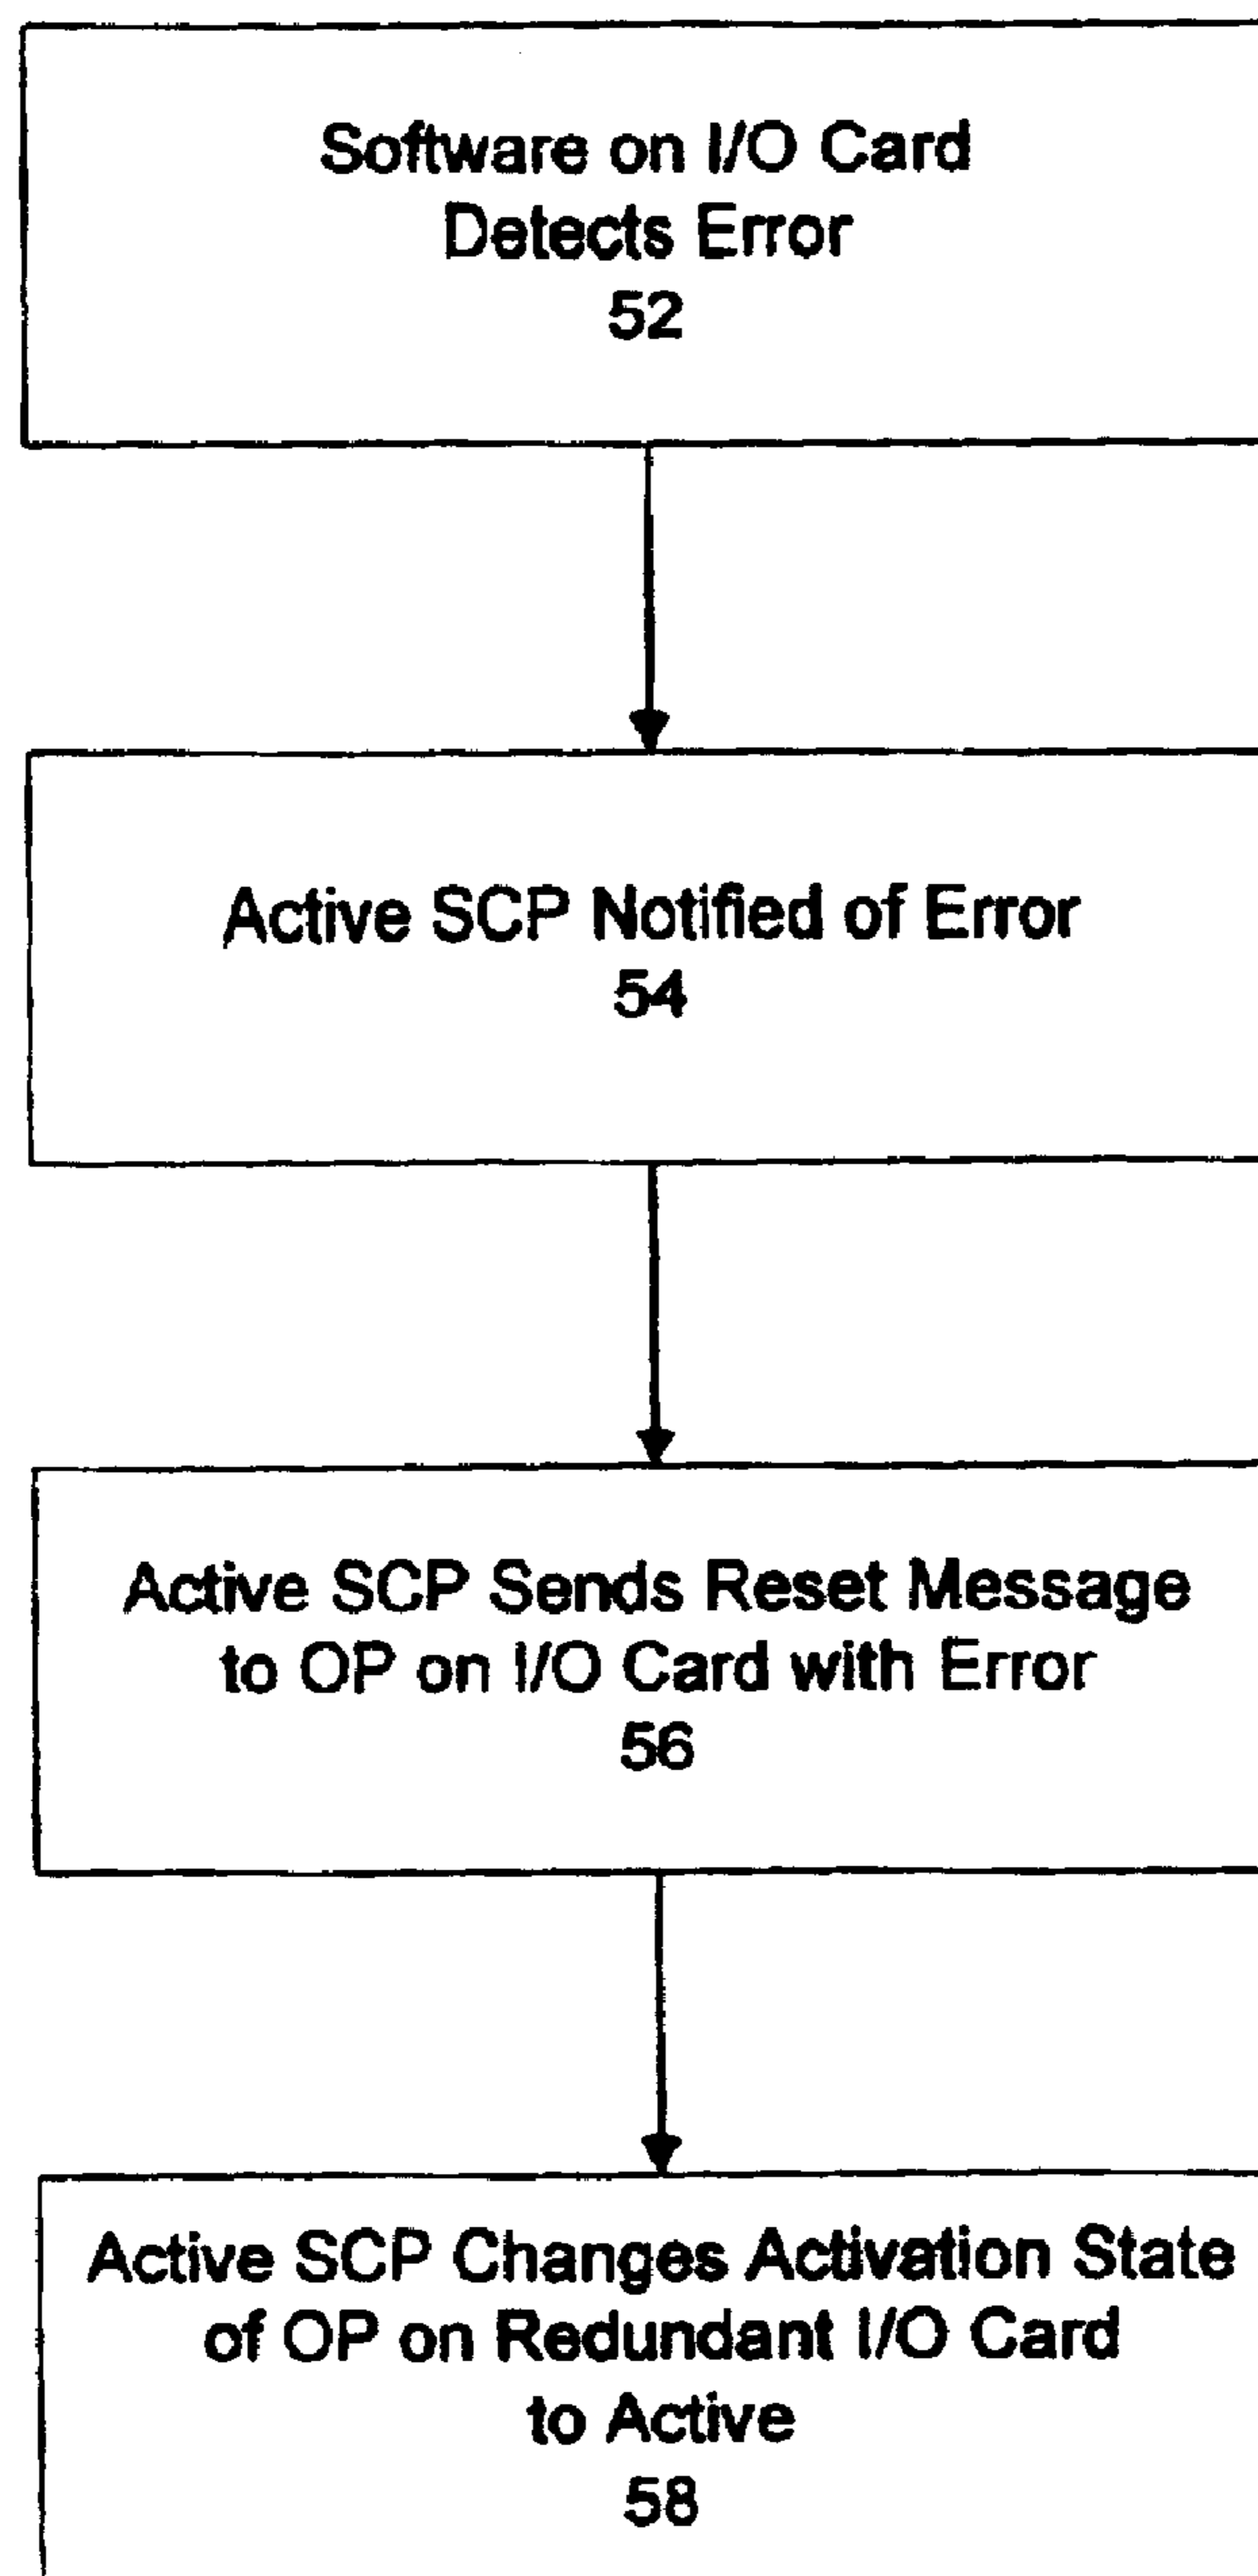 Software on I/O Card
Detects Error
52
Active SCP Notified of Error
54
Active SCP Sends Reset Message
to OP on I/O Card with Error
56
Active SCP Changes Activation State
of OP on Redundant I/O Card
to Active
58